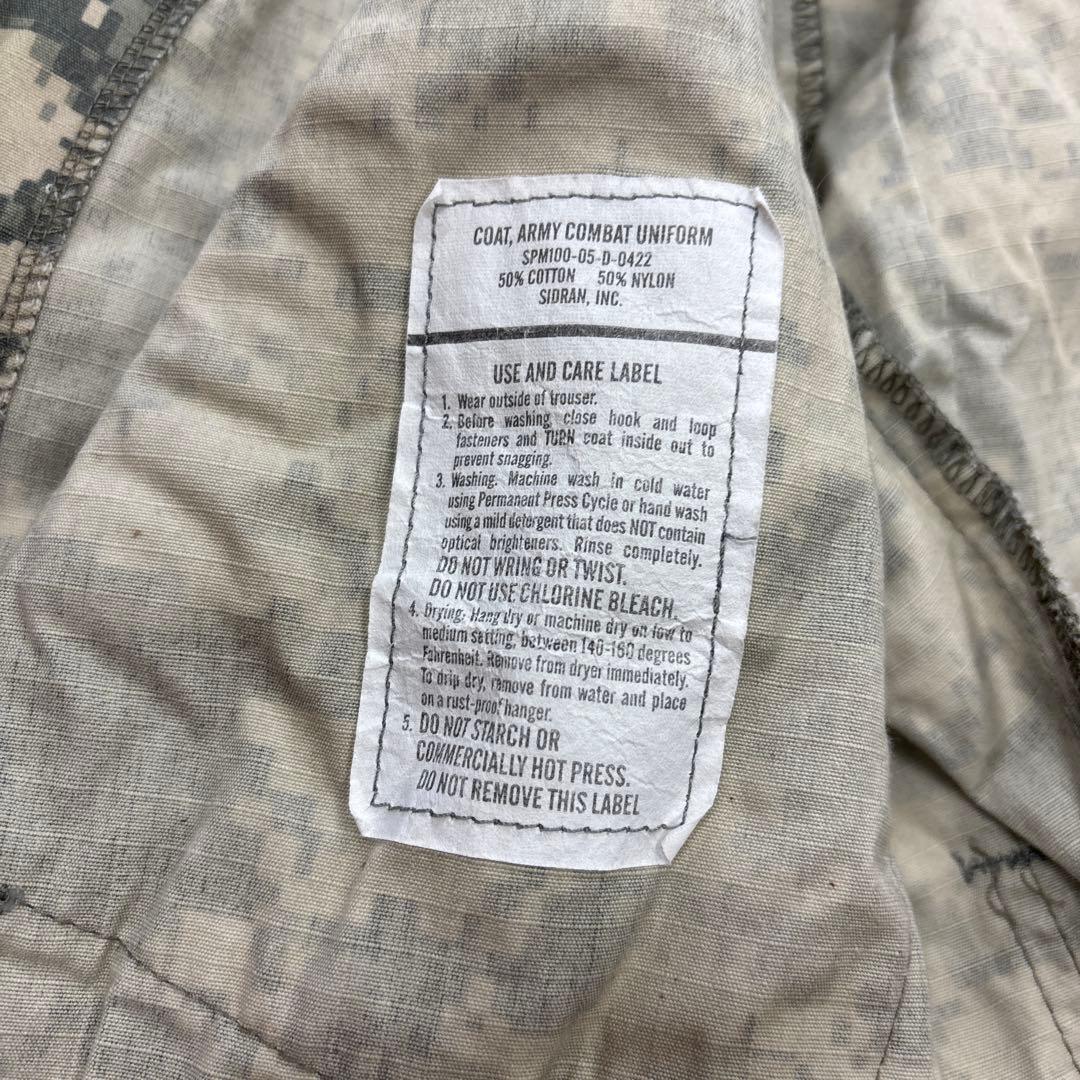 COAT, ARMY COMBAT UNIFORM
SPM100-05-D-0422
50% COTTON 50% NYLON
SIDRAN, INC.
USE AND CARE LABEL
1. Wear outside of trouser.
2. Before washing close hook and loop
fasteners and TURN coat inside out to
prevent snagging.
3. Washing. Machine wash in cold water
using Permanent Press Cycle or hand wash
using a mild detergent that does NOT contain
optical brighteners. Rinse completely.
DO NOT WRING OR TWIST.
DO NOT USE CHLORINE BLEACH.
4. Drying: Hang dry or machine dry on low to
medium setting, between 140-160 degrees
Fahrenheit. Remove from dryer immediately.
To drip dry, remove from water and place
on a rust-proof hanger.
5. DO NOT STARCH OR
COMMERCIALLY HOT PRESS.
DO NOT REMOVE THIS LABEL